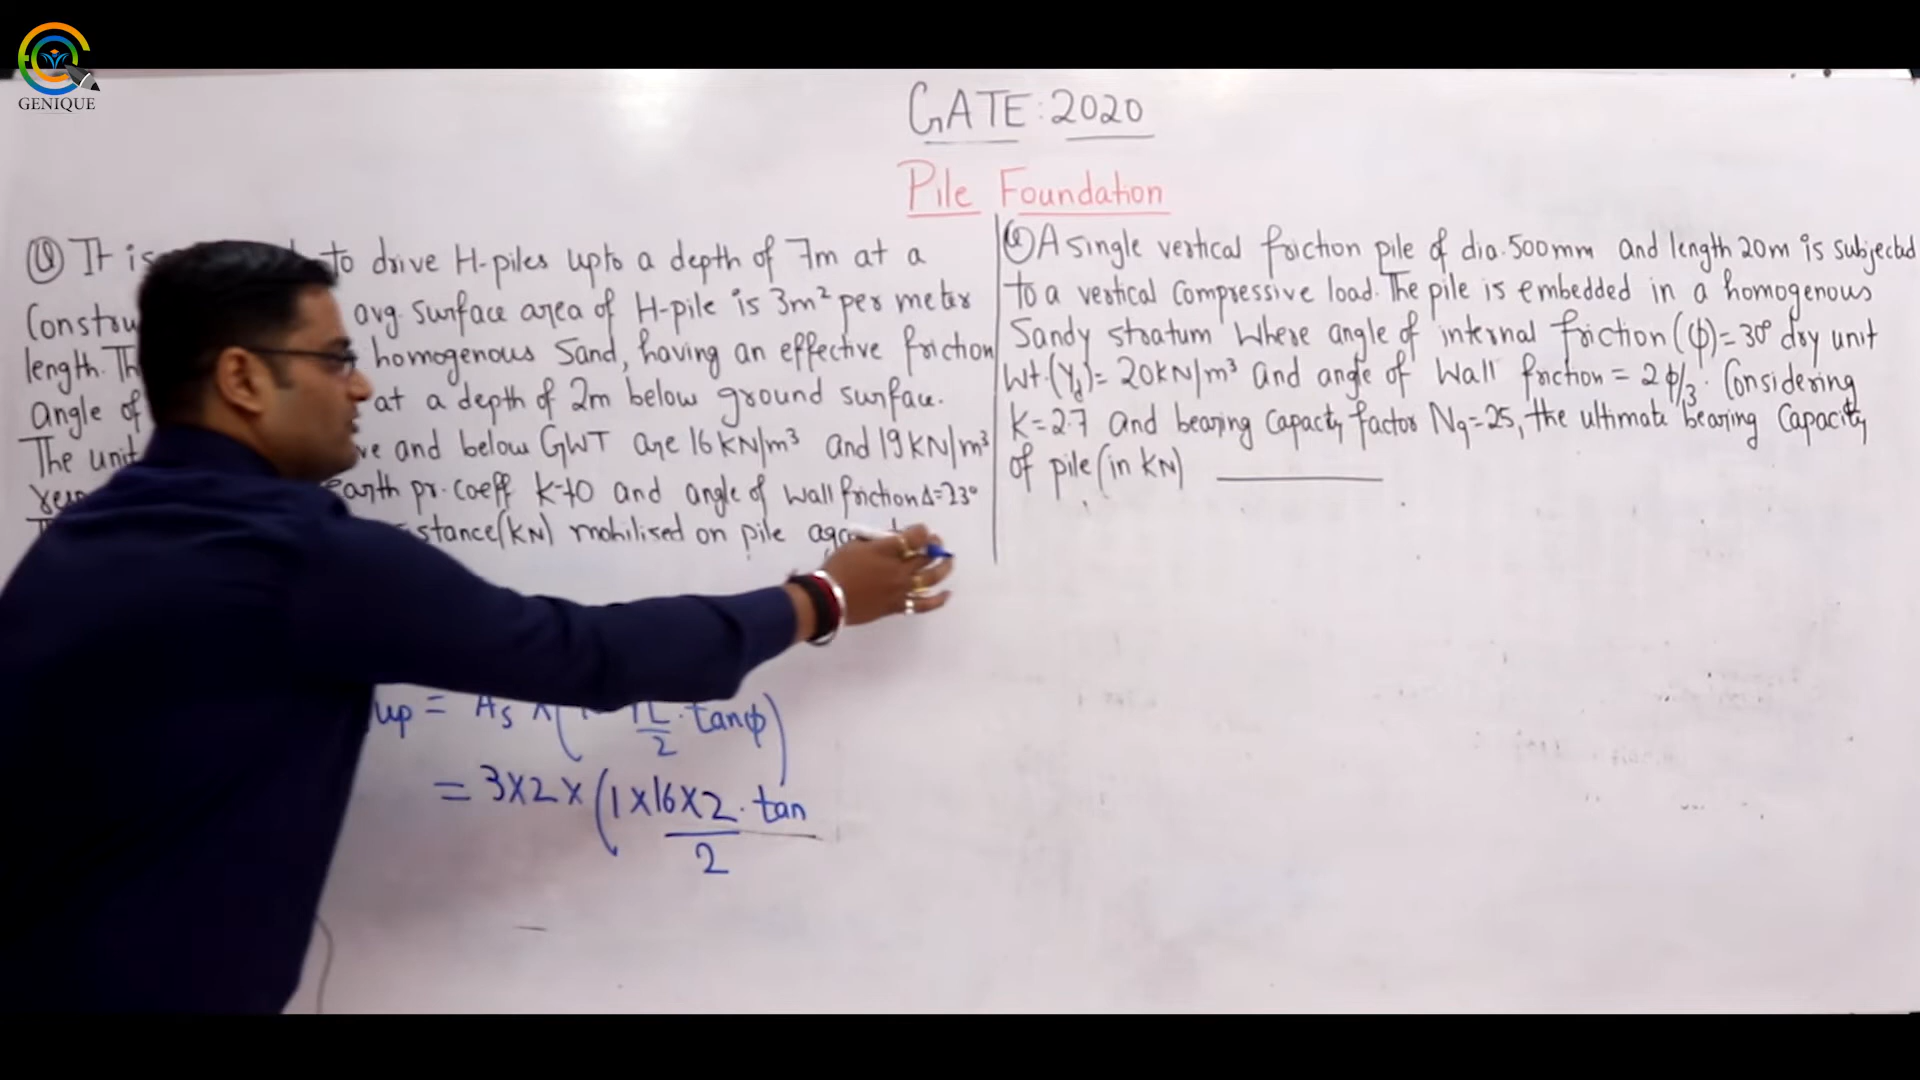 GENIQUE
GATE: 2020
Pile Foundation
Q It is to drive H-piles upto a depth of 7m at a
Constru avg. surface area of H-pile is 3m² per meter
length. Th homogenous Sand, having an effective friction
angle of at a depth of 2m below ground surface.
The unit ve and below GWT are 16 KN/m³ and 19 KN/m³
earth pr. coeff K=1.0 and angle of wall friction Δ=23°
stance (KN) mobilised on pile aga
up = As × ( L/2 . tanφ)
= 3×2× (1×16×2/2 . tan
Q A single vertical friction pile of dia. 500mm and length 20m is subjected
to a vertical compressive load. The pile is embedded in a homogenous
Sandy stratum where angle of internal friction (φ)= 30° dry unit
Wt. (γd)= 20KN/m³ and angle of wall friction = 2φ/3. Considering
K=2.7 and bearing capacity factor Nq=25, the ultimate bearing capacity
of pile (in KN) ________